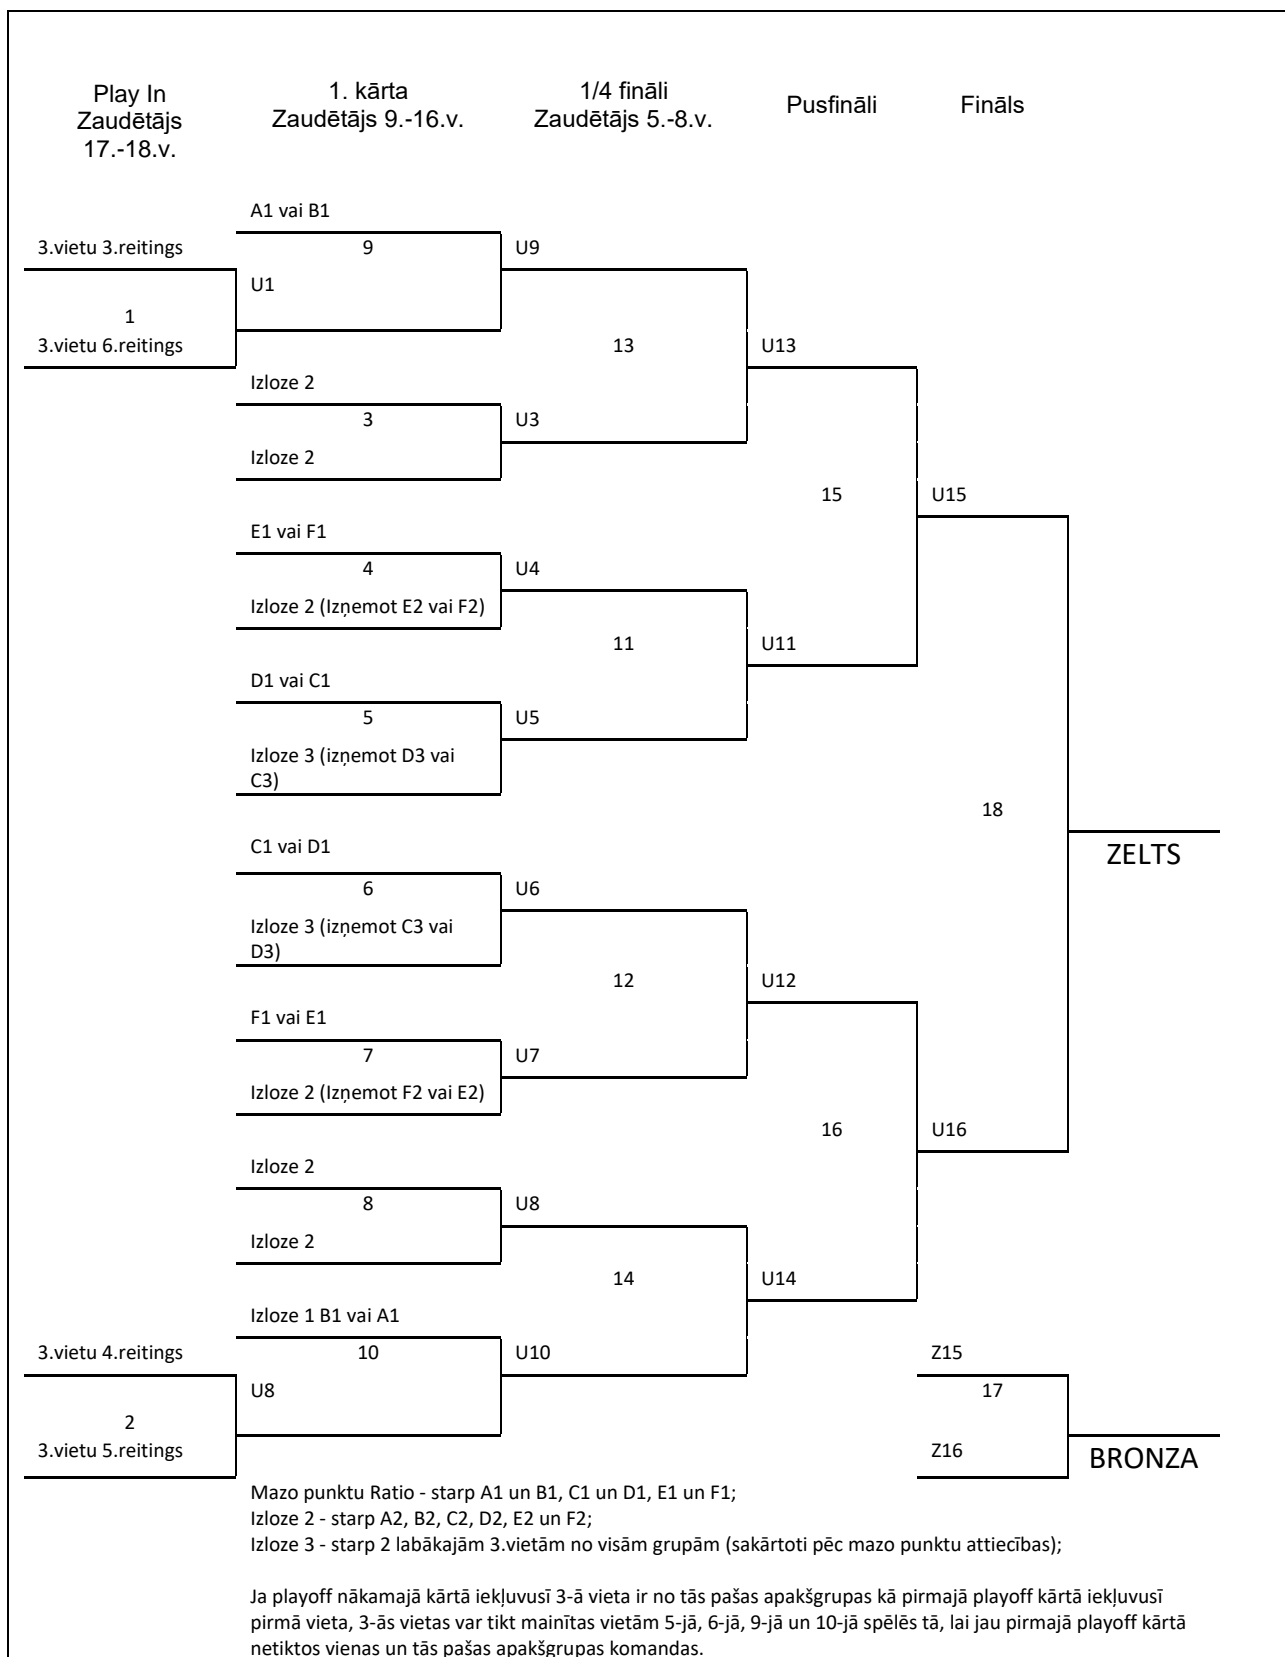 Play In
Zaudētājs
17.-18.v.
1. kārta
Zaudētājs 9.-16.v.
1/4 fināli
Zaudētājs 5.-8.v.
Pusfināli
Fināls
A1 vai B1
3.vietu 3.reitings
9
U9
U1
1
3.vietu 6.reitings
13
U13
Izloze 2
3
U3
Izloze 2
15
U15
E1 vai F1
4
U4
Izloze 2 (Izņemot E2 vai F2)
11
U11
D1 vai C1
5
U5
Izloze 3 (izņemot D3 vai
C3)
18
C1 vai D1
ZELTS
6
U6
Izloze 3 (izņemot C3 vai
D3)
12
U12
F1 vai E1
7
U7
Izloze 2 (Izņemot F2 vai E2)
16
U16
Izloze 2
8
U8
Izloze 2
14
U14
Izloze 1 B1 vai A1
3.vietu 4.reitings
10
U10
Z15
U8
17
2
3.vietu 5.reitings
Z16
BRONZA
Mazo punktu Ratio - starp A1 un B1, C1 un D1, E1 un F1;
Izloze 2 - starp A2, B2, C2, D2, E2 un F2;
Izloze 3 - starp 2 labākajām 3.vietām no visām grupām (sakārtoti pēc mazo punktu attiecības);
Ja playoff nākamajā kārtā iekļuvusī 3-ā vieta ir no tās pašas apakšgrupas kā pirmajā playoff kārtā iekļuvusī
pirmā vieta, 3-ās vietas var tikt mainītas vietām 5-jā, 6-jā, 9-jā un 10-jā spēlēs tā, lai jau pirmajā playoff kārtā
netiktos vienas un tās pašas apakšgrupas komandas.